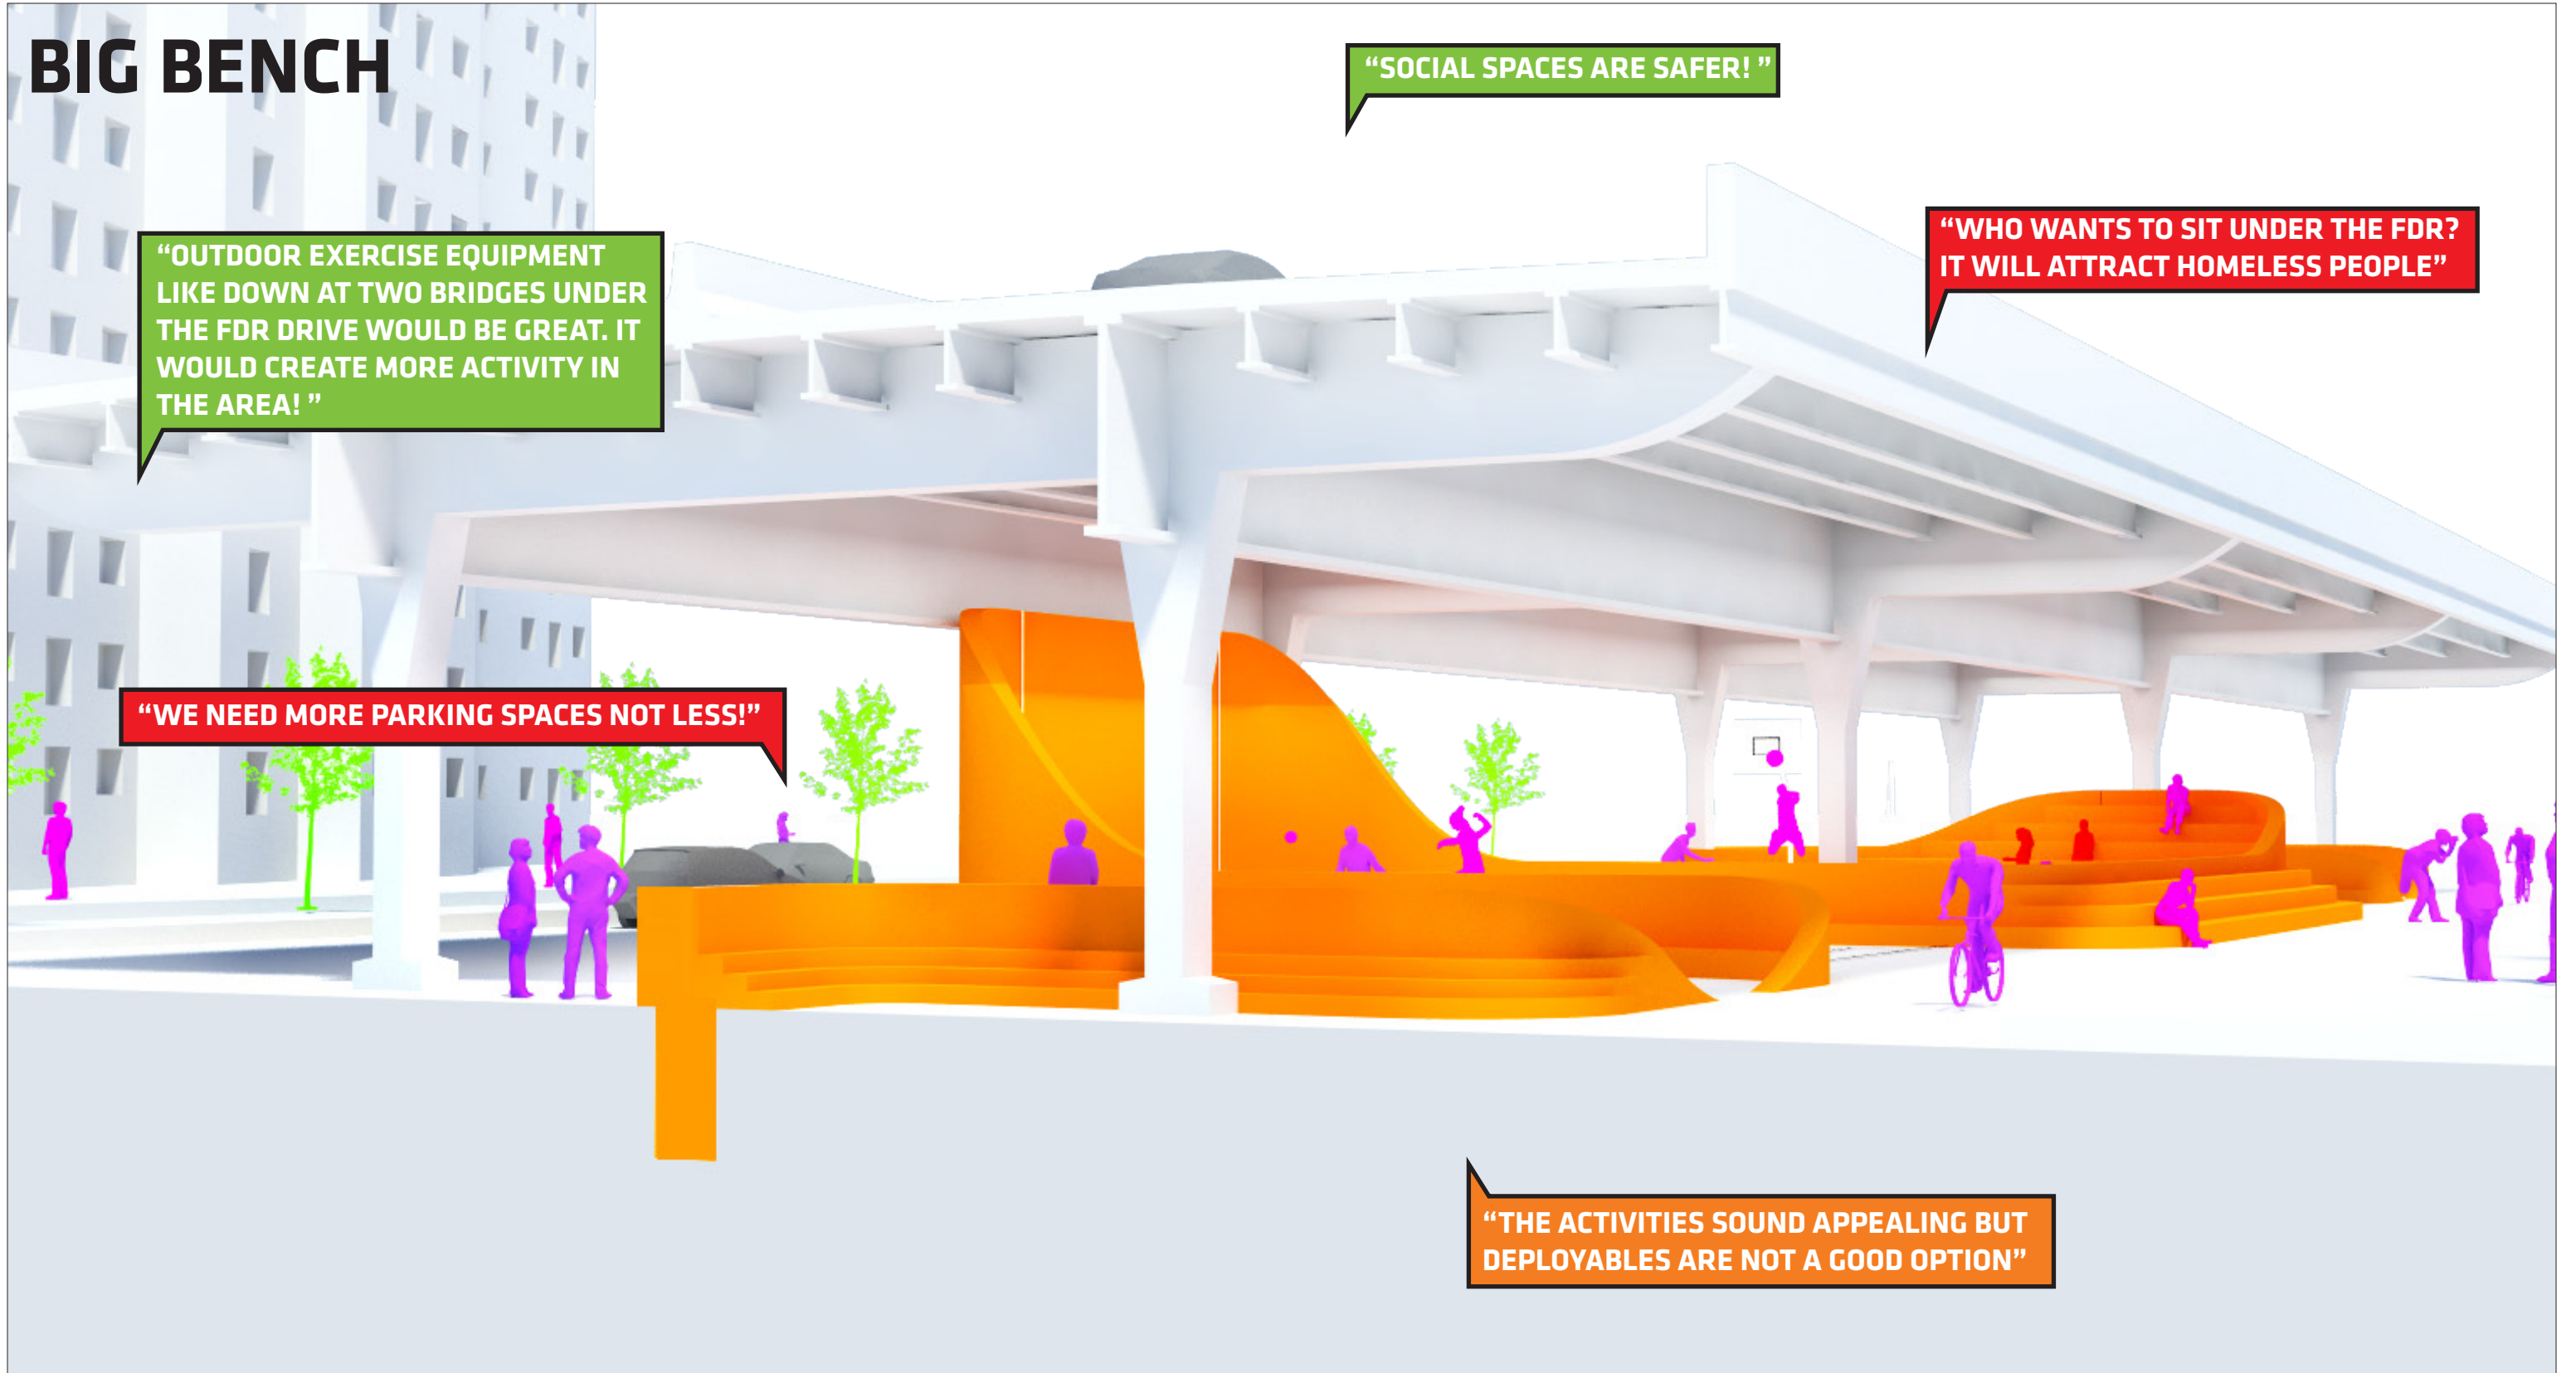 BIG BENCH
“SOCIAL SPACES ARE SAFER! ”
“WHO WANTS TO SIT UNDER THE FDR?
IT WILL ATTRACT HOMELESS PEOPLE”
“OUTDOOR EXERCISE EQUIPMENT
LIKE DOWN AT TWO BRIDGES UNDER
THE FDR DRIVE WOULD BE GREAT. IT
WOULD CREATE MORE ACTIVITY IN
THE AREA! ”
“WE NEED MORE PARKING SPACES NOT LESS!”
“THE ACTIVITIES SOUND APPEALING BUT
DEPLOYABLES ARE NOT A GOOD OPTION”